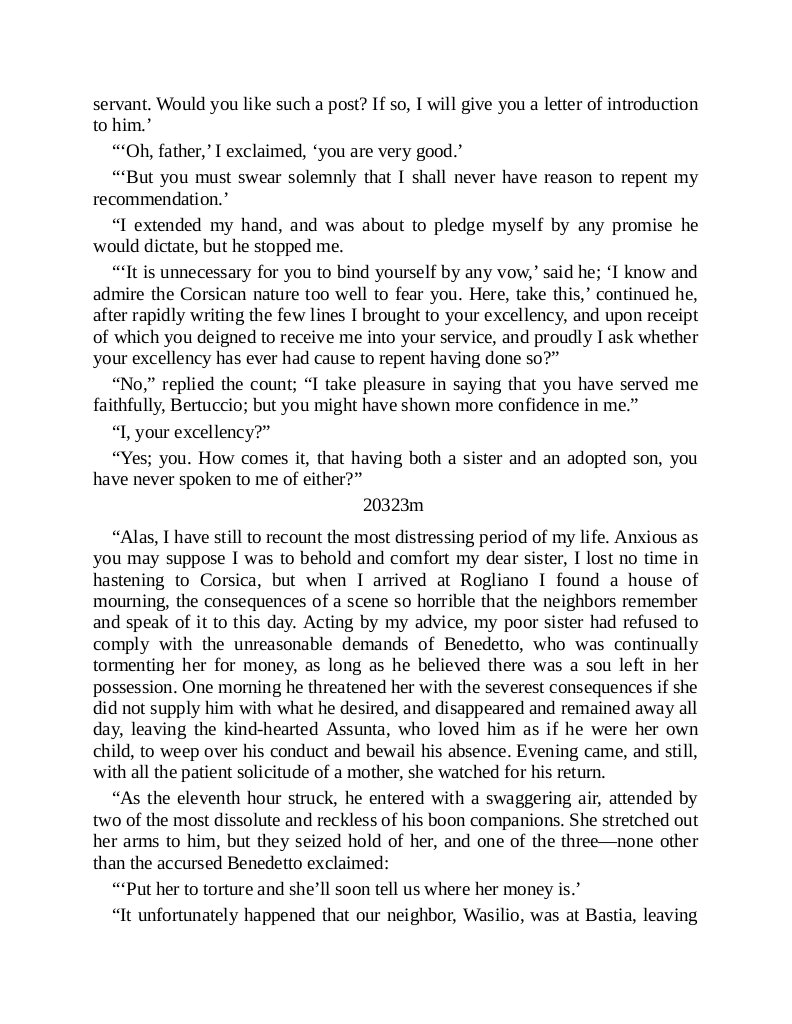 servant. Would you like such a post? If so, I will give you a letter of introduction
to him.’
“‘Oh, father,’ I exclaimed, ‘you are very good.’
“‘But you must swear solemnly that I shall never have reason to repent my
recommendation.’
“I extended my hand, and was about to pledge myself by any promise he
would dictate, but he stopped me.
“‘It is unnecessary for you to bind yourself by any vow,’ said he; ‘I know and
admire the Corsican nature too well to fear you. Here, take this,’ continued he,
after rapidly writing the few lines I brought to your excellency, and upon receipt
of which you deigned to receive me into your service, and proudly I ask whether
your excellency has ever had cause to repent having done so?”
“No,” replied the count; “I take pleasure in saying that you have served me
faithfully, Bertuccio; but you might have shown more confidence in me.”
“I, your excellency?”
“Yes; you. How comes it, that having both a sister and an adopted son, you
have never spoken to me of either?”
20323m
“Alas, I have still to recount the most distressing period of my life. Anxious as
you may suppose I was to behold and comfort my dear sister, I lost no time in
hastening to Corsica, but when I arrived at Rogliano I found a house of
mourning, the consequences of a scene so horrible that the neighbors remember
and speak of it to this day. Acting by my advice, my poor sister had refused to
comply with the unreasonable demands of Benedetto, who was continually
tormenting her for money, as long as he believed there was a sou left in her
possession. One morning he threatened her with the severest consequences if she
did not supply him with what he desired, and disappeared and remained away all
day, leaving the kind-hearted Assunta, who loved him as if he were her own
child, to weep over his conduct and bewail his absence. Evening came, and still,
with all the patient solicitude of a mother, she watched for his return.
“As the eleventh hour struck, he entered with a swaggering air, attended by
two of the most dissolute and reckless of his boon companions. She stretched out
her arms to him, but they seized hold of her, and one of the three—none other
than the accursed Benedetto exclaimed:
“‘Put her to torture and she’ll soon tell us where her money is.’
“It unfortunately happened that our neighbor, Wasilio, was at Bastia, leaving